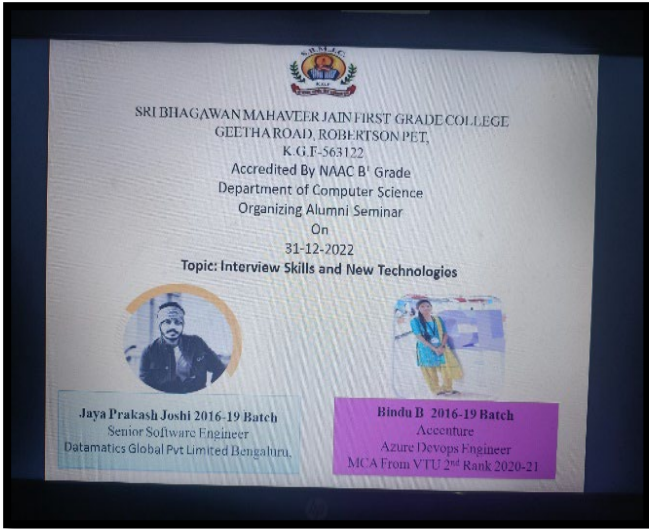 S.B.M.J.C.
K.G.F
SRI BHAGAWAN MAHAVEER JAIN FIRST GRADE COLLEGE
GEETHA ROAD, ROBERTSON PET,
K.G.F-563122
Accredited By NAAC B⁺ Grade
Department of Computer Science
Organizing Alumni Seminar
On
31-12-2022
Topic: Interview Skills and New Technologies
Jaya Prakash Joshi 2016-19 Batch
Senior Software Engineer
Datamatics Global Pvt Limited Bengaluru.
Bindu B 2016-19 Batch
Accenture
Azure Devops Engineer
MCA From VTU 2nd Rank 2020-21